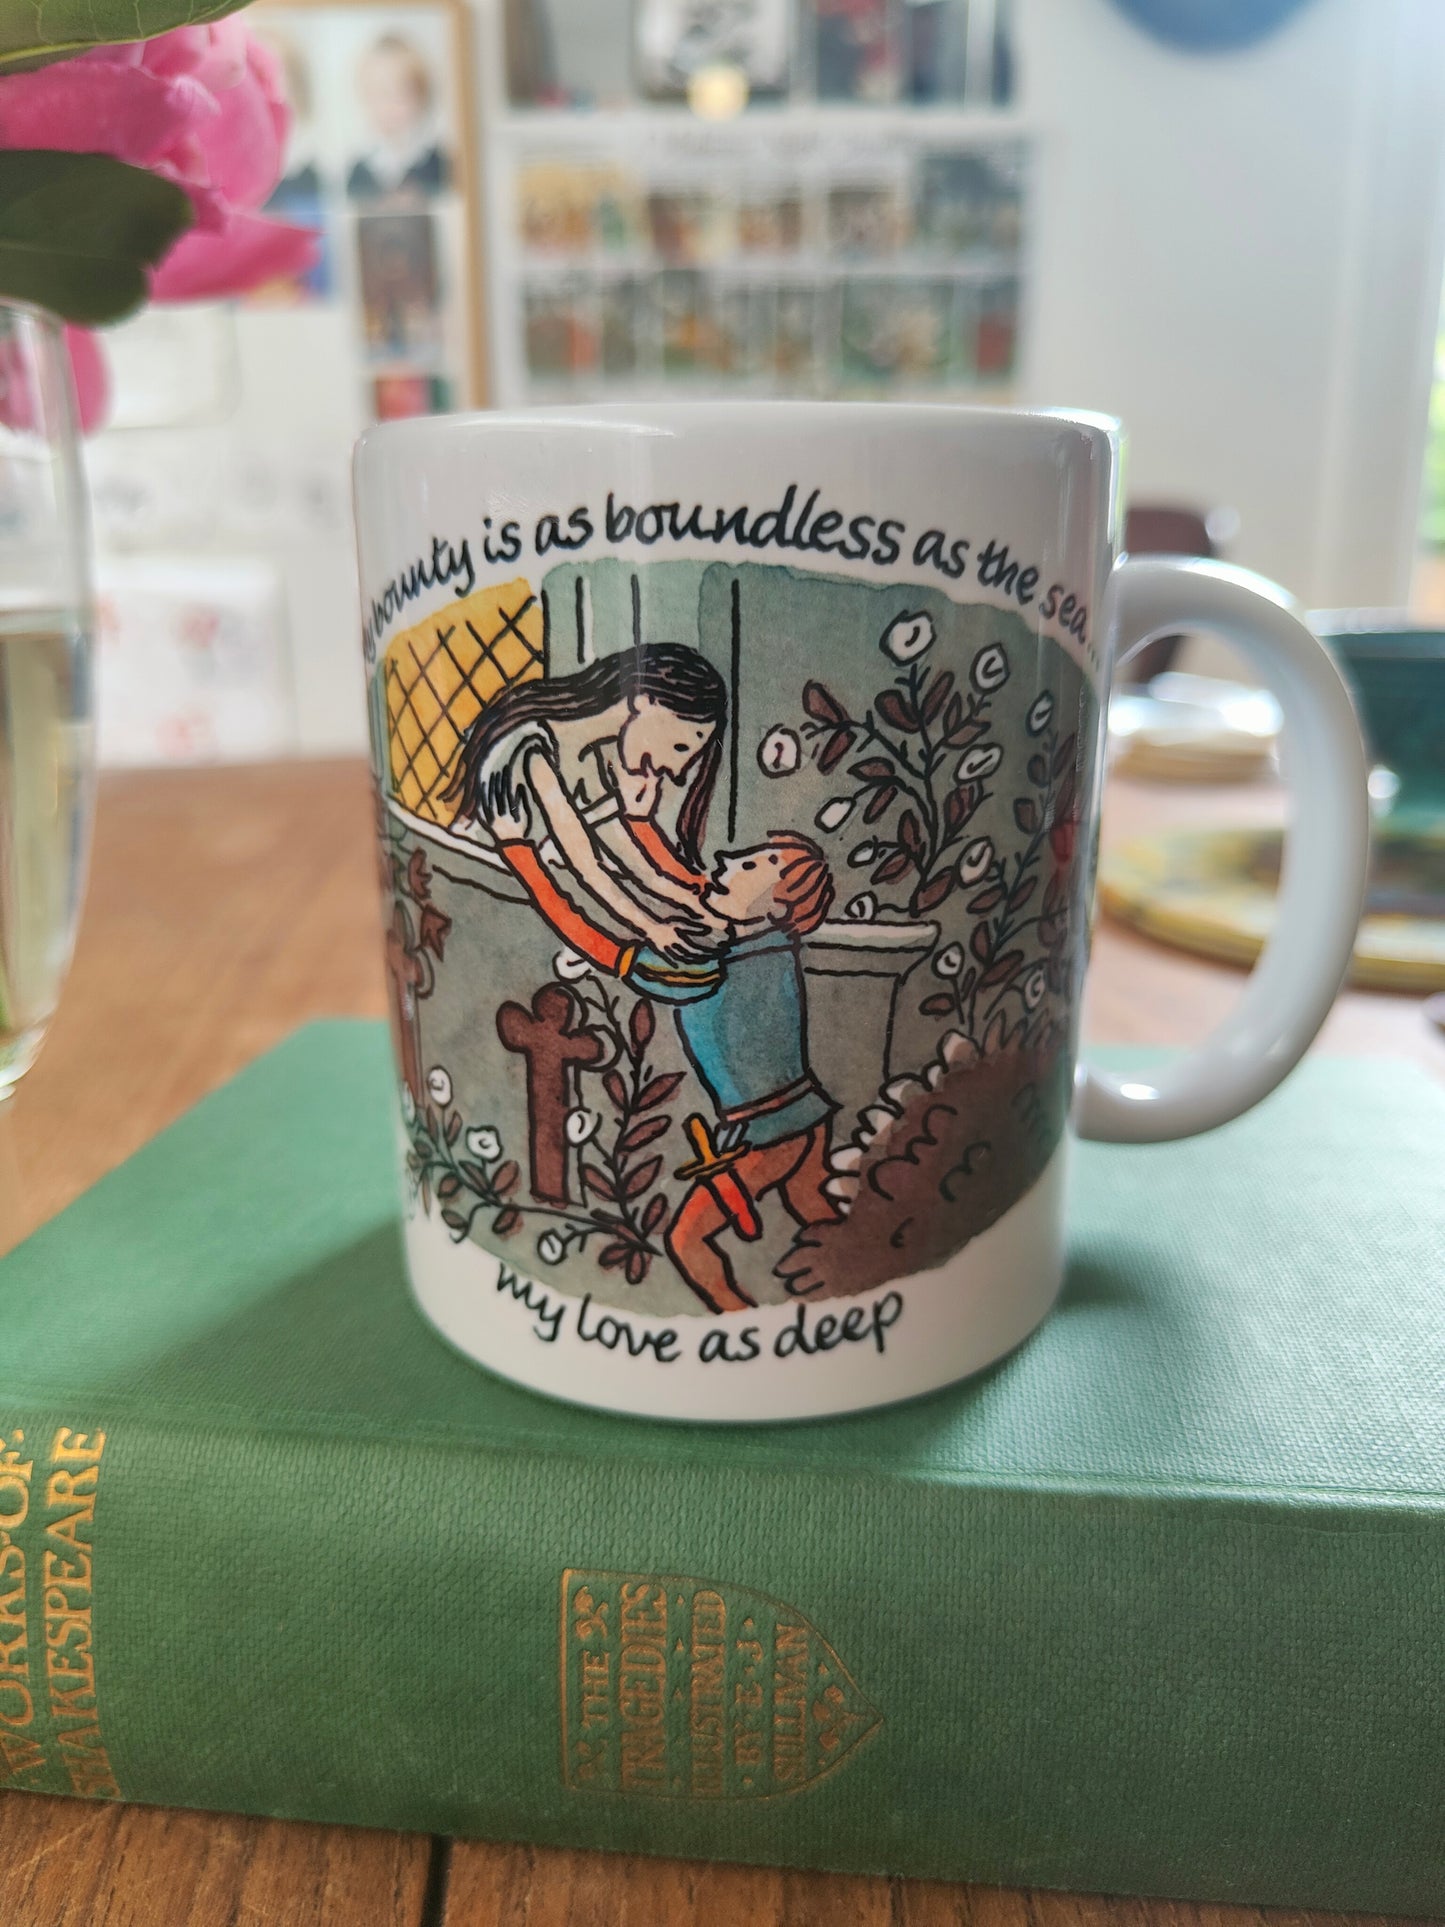 bounty is as boundless as the sea...
my love as deep
WORKS·OF·
SHAKESPEARE
THE
TRAGEDIES
ILLUSTRATED
·BY·E·J·
SULLIVAN